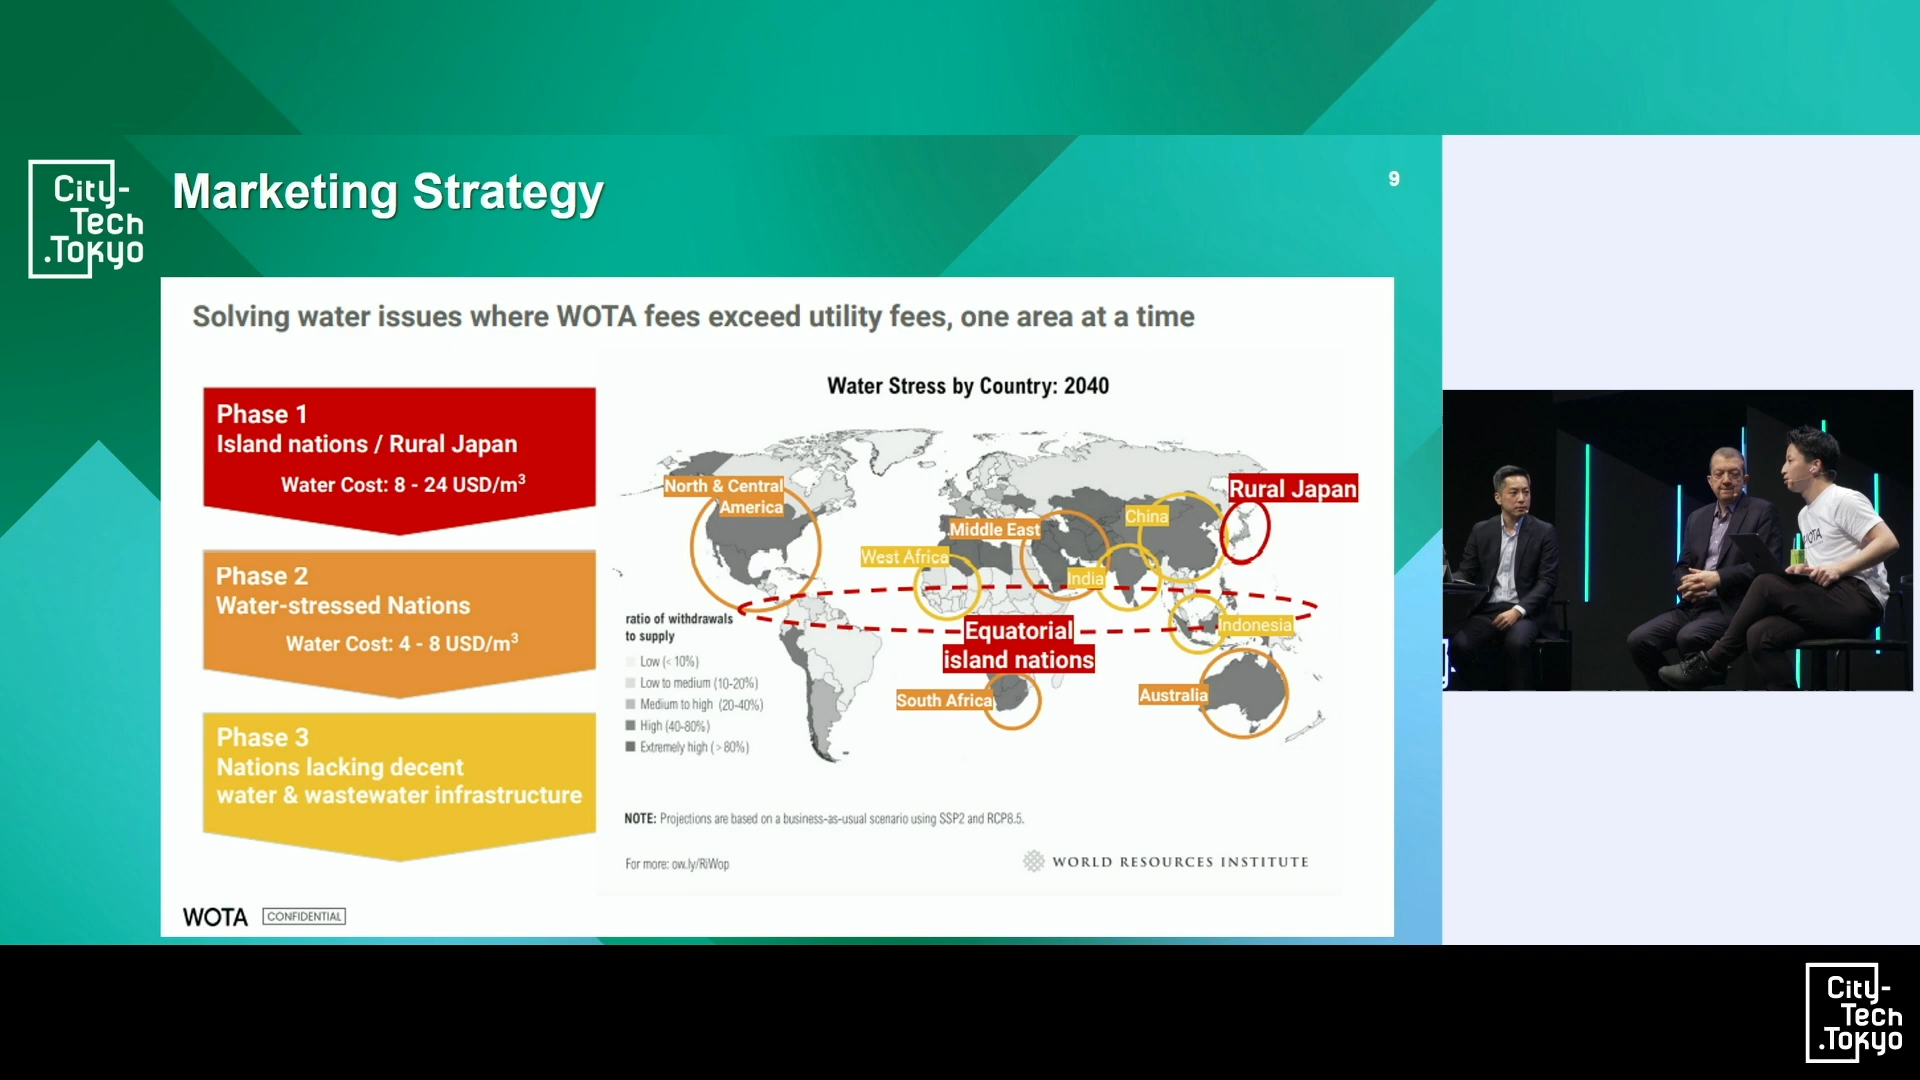 City-
Tech
.Tokyo
Marketing Strategy
9
Solving water issues where WOTA fees exceed utility fees, one area at a time
Phase 1
Island nations / Rural Japan
Water Cost: 8 - 24 USD/m³
Phase 2
Water-stressed Nations
Water Cost: 4 - 8 USD/m³
Phase 3
Nations lacking decent
water & wastewater infrastructure
Water Stress by Country: 2040
North & Central
America
Middle East
West Africa
India
China
Rural Japan
Equatorial
island nations
Indonesia
South Africa
Australia
ratio of withdrawals
to supply
Low (< 10%)
Low to medium (10-20%)
Medium to high (20-40%)
High (40-80%)
Extremely high (> 80%)
NOTE: Projections are based on a business-as-usual scenario using SSP2 and RCP8.5.
For more: ow.ly/RiWop
WORLD RESOURCES INSTITUTE
WOTA
CONFIDENTIAL
WOTA
City-
Tech
.Tokyo